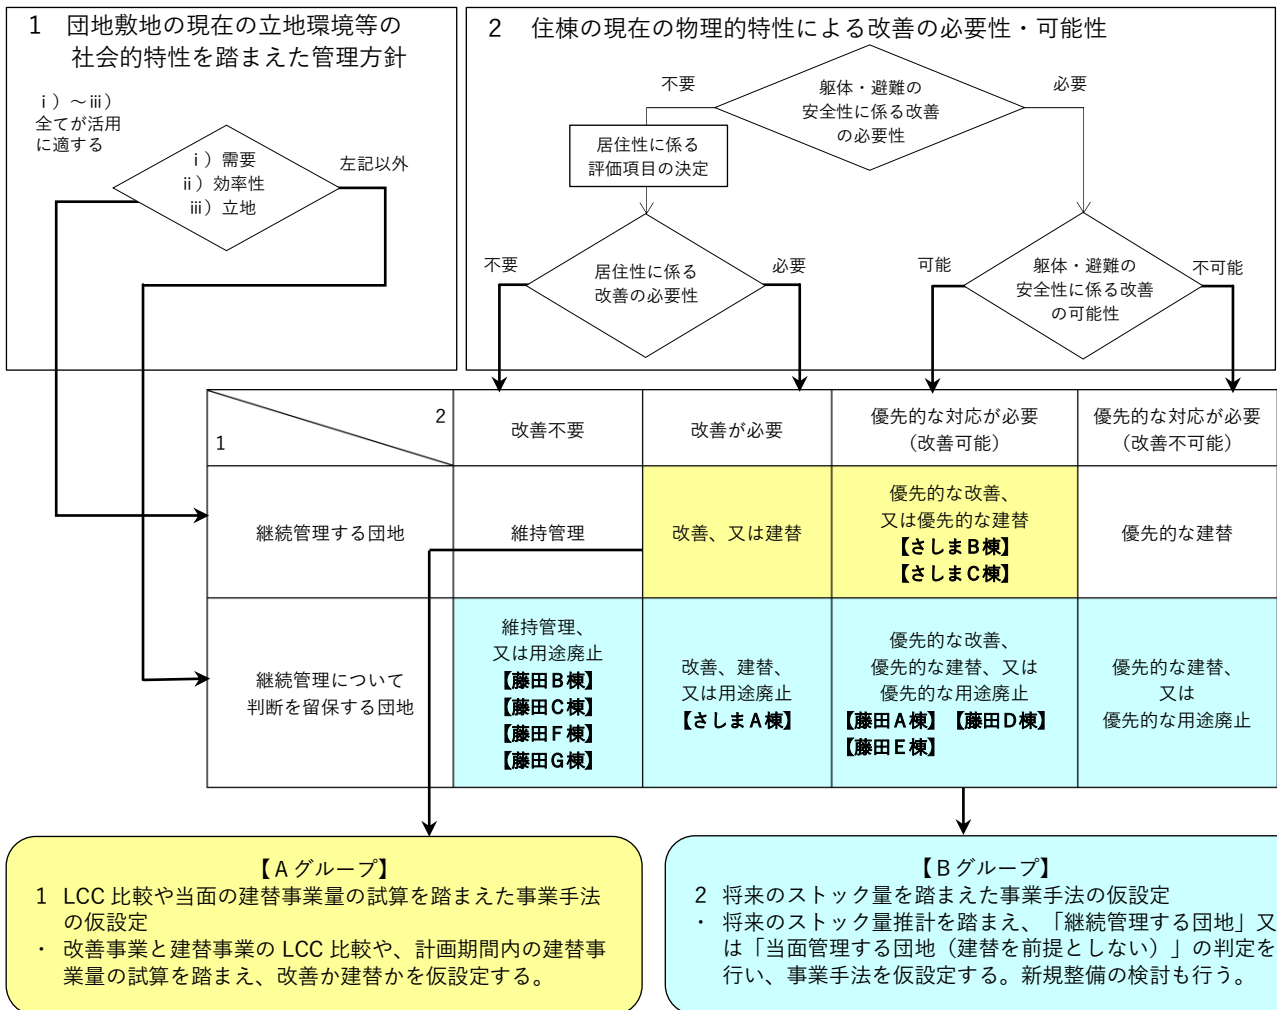 1 団地敷地の現在の立地環境等の
社会的特性を踏まえた管理方針
ⅰ）～ⅲ）
全てが活用
に適する
ⅰ）需要
ⅱ）効率性
ⅲ）立地
左記以外
2 住棟の現在の物理的特性による改善の必要性・可能性
不要
躯体・避難の
安全性に係る改善
の必要性
必要
居住性に係る
評価項目の決定
不要
居住性に係る
改善の必要性
必要
可能
躯体・避難の
安全性に係る改善
の可能性
不可能
2
1
改善不要
改善が必要
優先的な対応が必要
（改善可能）
優先的な対応が必要
（改善不可能）
継続管理する団地
維持管理
改善、又は建替
優先的な改善、
又は優先的な建替
【さしまＢ棟】
【さしまＣ棟】
優先的な建替
継続管理について
判断を留保する団地
維持管理、
又は用途廃止
【藤田Ｂ棟】
【藤田Ｃ棟】
【藤田Ｆ棟】
【藤田Ｇ棟】
改善、建替、
又は用途廃止
【さしまＡ棟】
優先的な改善、
優先的な建替、又は
優先的な用途廃止
【藤田Ａ棟】【藤田Ｄ棟】
【藤田Ｅ棟】
優先的な建替、
又は
優先的な用途廃止
【Ａグループ】
1 LCC 比較や当面の建替事業量の試算を踏まえた事業手法
の仮設定
・ 改善事業と建替事業の LCC 比較や、計画期間内の建替事
業量の試算を踏まえ、改善か建替かを仮設定する。
【Ｂグループ】
2 将来のストック量を踏まえた事業手法の仮設定
・ 将来のストック量推計を踏まえ、「継続管理する団地」又
は「当面管理する団地（建替を前提としない）」の判定を
行い、事業手法を仮設定する。新規整備の検討も行う。